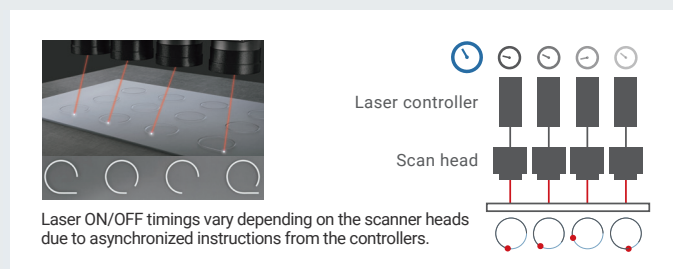 Laser controller
Scan head
Laser ON/OFF timings vary depending on the scanner heads
due to asynchronized instructions from the controllers.